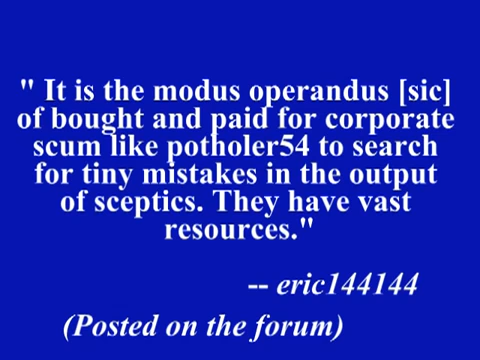 " It is the modus operandus [sic]
of bought and paid for corporate
scum like potholer54 to search
for tiny mistakes in the output
of sceptics. They have vast
resources."
-- eric144144
(Posted on the forum)